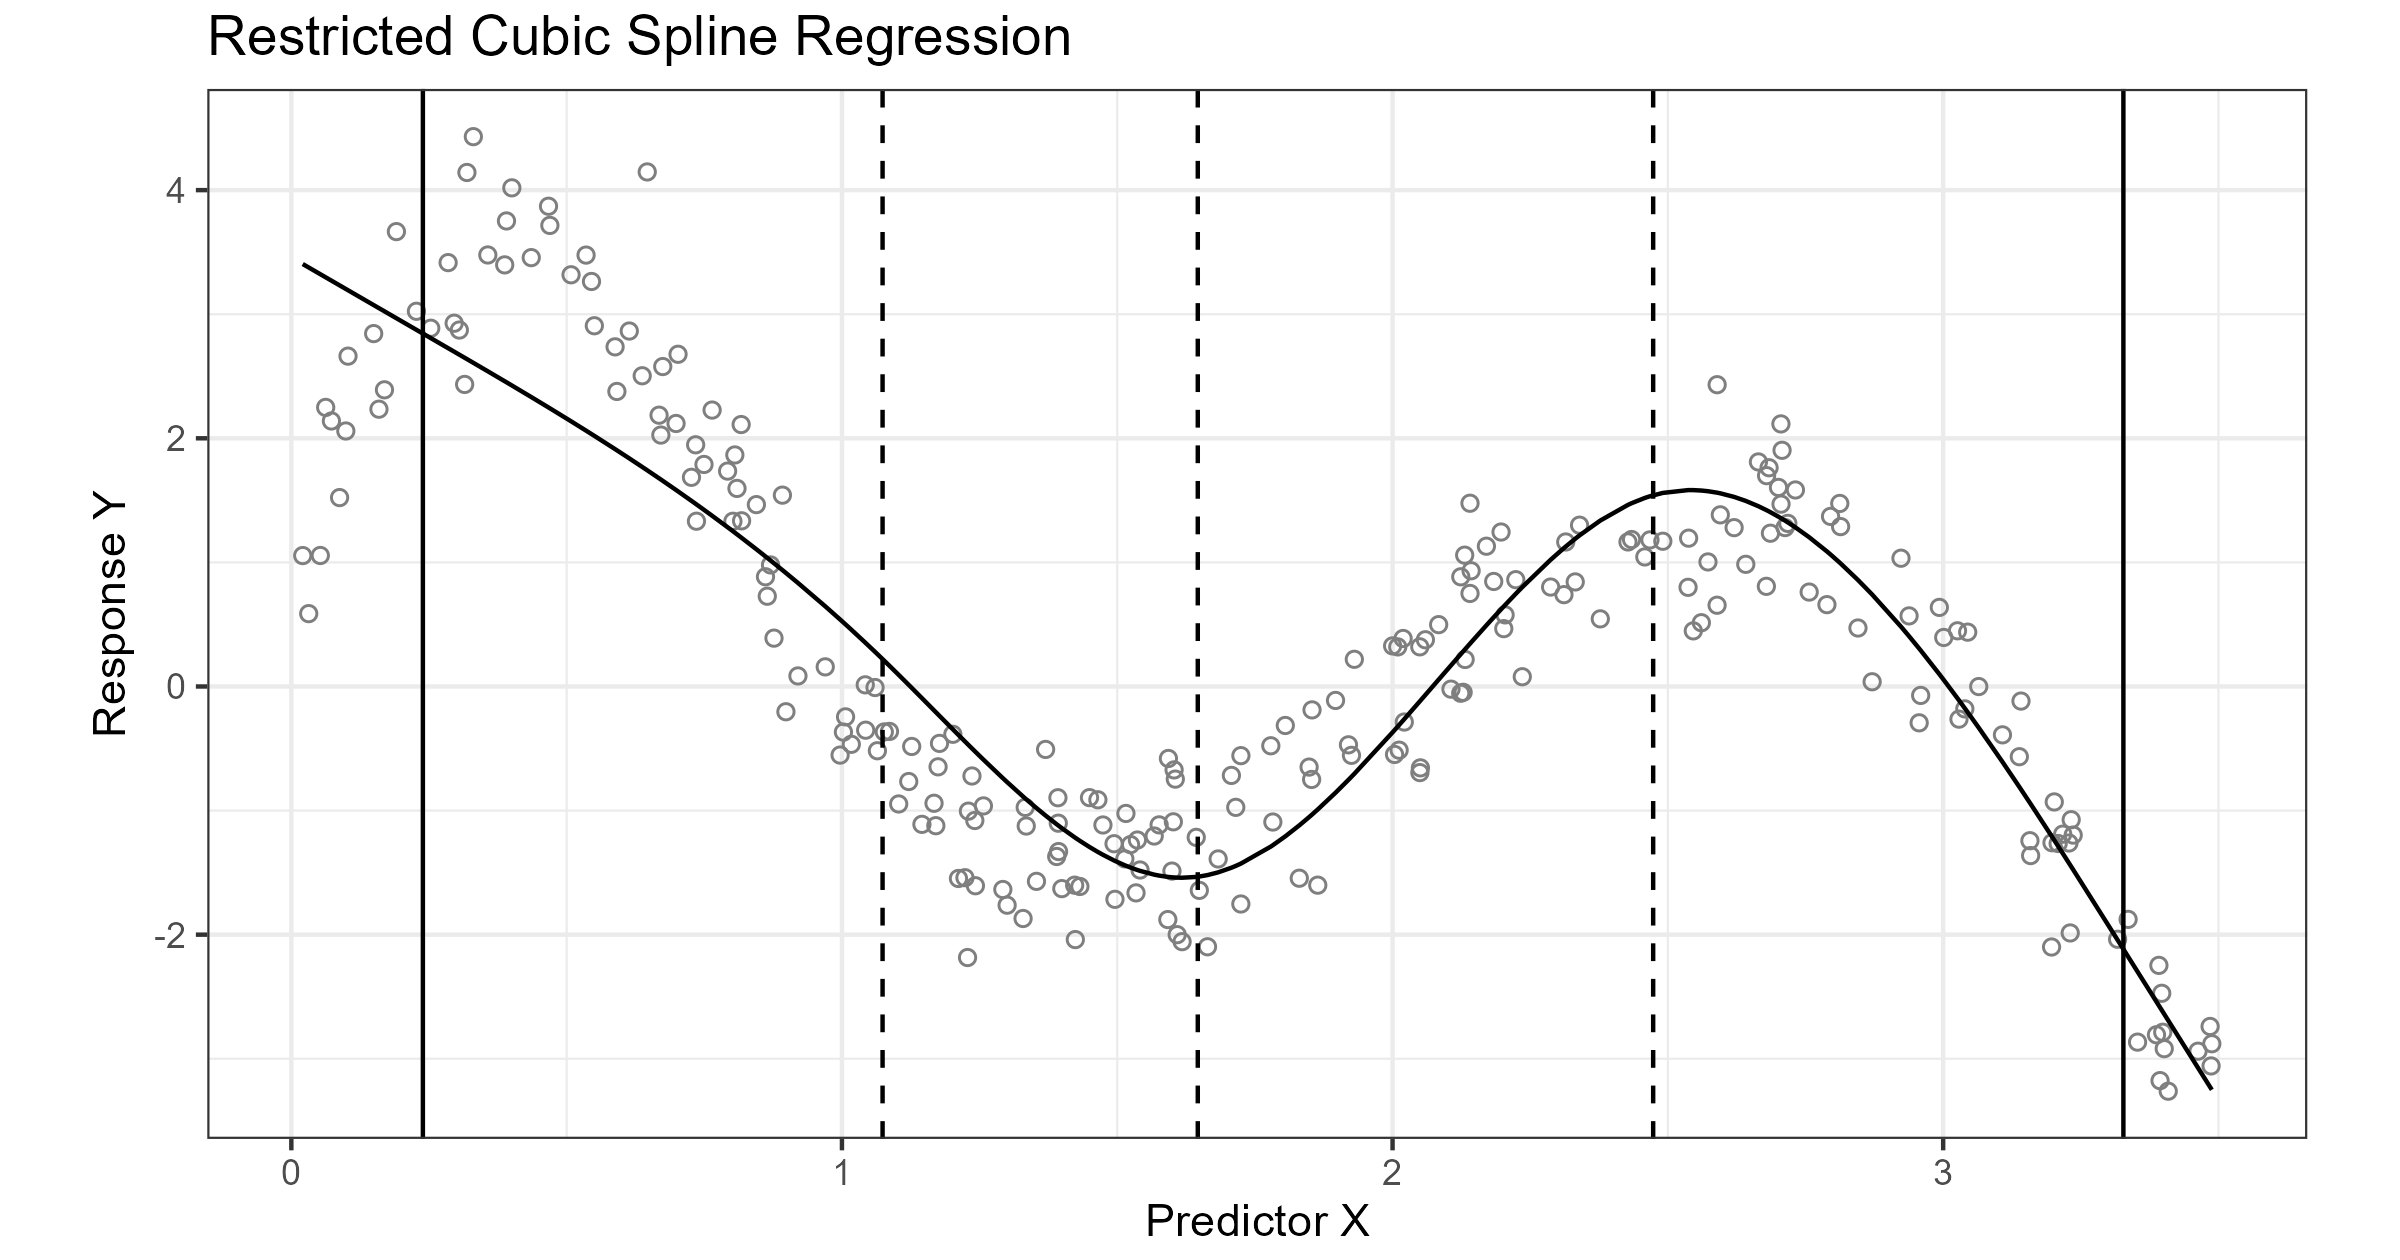 Restricted Cubic Spline Regression
4
2
0
-2
Response Y
0 1 2 3
Predictor X